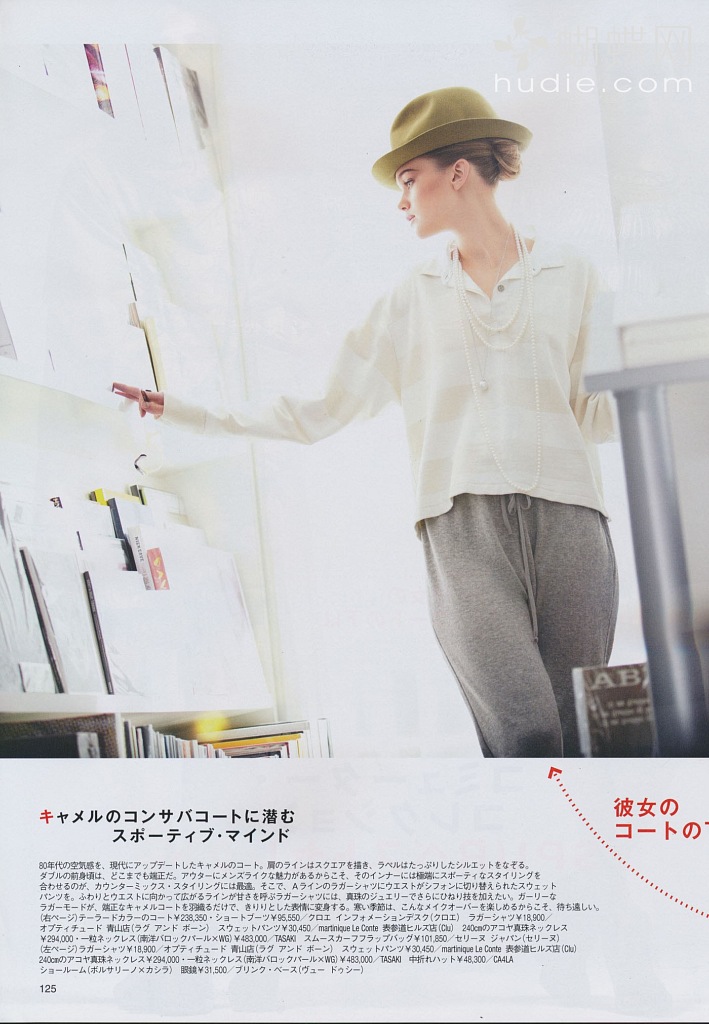 hudie.com
ABA
キャメルのコンサバコートに潜む
スポーティブ・マインド
彼女の
コートの
80年代の空気感を、現代にアップデートしたキャメルのコート。肩のラインはスクエアを描き、ラペルはたっぷりしたシルエットをなぞる。
ダブルの前身頃は、どこまでも端正だ。アウターにメンズライクな魅力があるからこそ、そのインナーには極端にスポーティなスタイリングを
合わせるのが、カウンターミックス・スタイリングには最適。そこで、Aラインのラガーシャツにウエストがシフォンに切り替えられたスウェット
パンツを。ふわりとウエストに向かって広がるラインが甘さを呼ぶラガーシャツには、真珠のジュエリーでさらにひねり技を加えたい。ガーリーな
ラガーモードが、端正なキャメルコートを羽織るだけで、きりりとした表情に変身する。寒い季節は、こんなメイクオーバーを楽しめるからこそ、待ち遠しい。
(右ページ)テーラードカラーのコート¥238,350・ショートブーツ¥95,550／クロエ インフォメーションデスク(クロエ) ラガーシャツ¥18,900／
オプティチュード 青山店(ラグ アンド ボーン) スウェットパンツ¥30,450／martinique Le Conte 表参道ヒルズ店(Clu) 240cmのアコヤ真珠ネックレス
¥294,000・一粒ネックレス(南洋バロックパール×WG)¥483,000／TASAKI スムースカーフフラップバッグ¥101,850／セリーヌ ジャパン(セリーヌ)
(左ページ)ラガーシャツ¥18,900／オプティチュード 青山店(ラグ アンド ボーン) スウェットパンツ¥30,450／martinique Le Conte 表参道ヒルズ店(Clu)
240cmのアコヤ真珠ネックレス¥294,000・一粒ネックレス(南洋バロックパール×WG)¥483,000／TASAKI 中折れハット¥48,300／CA4LA
ショールーム(ボルサリーノ×カシラ) 眼鏡¥31,500／ブリンク・ベース(ヴュー ドゥシー)
125